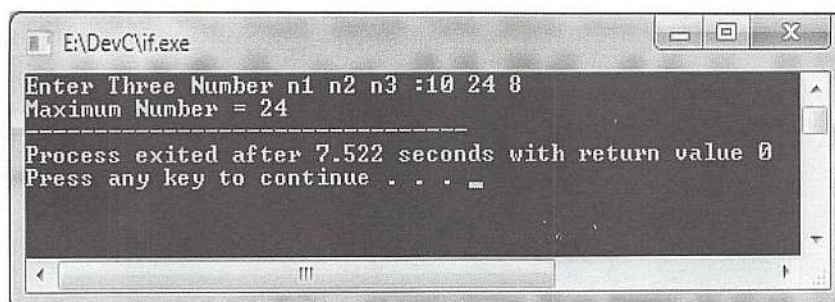 E:\DevC\if.exe
Enter Three Number n1 n2 n3 :10 24 8
Maximum Number = 24
--------------------------------
Process exited after 7.522 seconds with return value 0
Press any key to continue . . . _